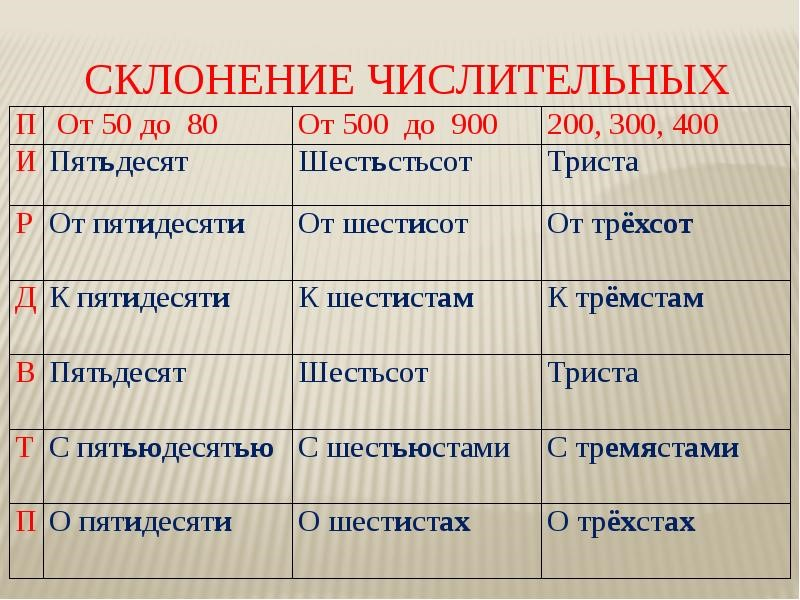 СКЛОНЕНИЕ ЧИСЛИТЕЛЬНЫХ
П От 50 до 80 От 500 до 900 200, 300, 400
И Пятьдесят Шестьстьсот Триста
Р От пятидесяти От шестисот От трёхсот
Д К пятидесяти К шестистам К трёмстам
В Пятьдесят Шестьсот Триста
Т С пятьюдесятью С шестьюстами С тремястами
П О пятидесяти О шестистах О трёхстах